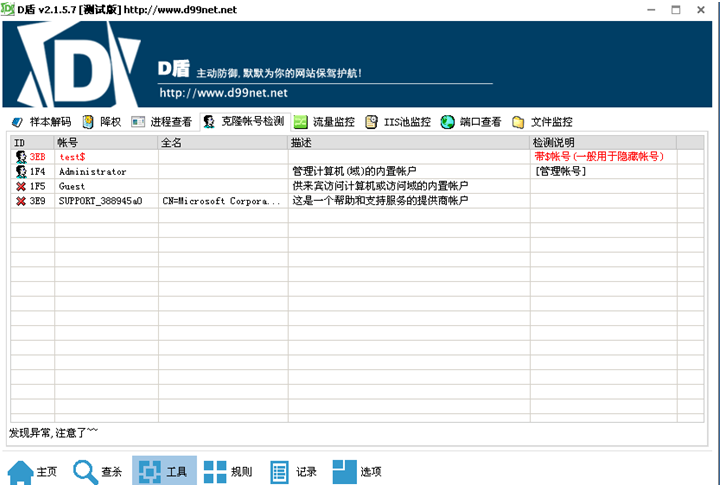 D盾 v2.1.5.7 [测试版] http://www.d99net.net
D盾 主动防御,默默为你的网站保驾护航!
http://www.d99net.net
样本解码 降权 进程查看 克隆帐号检测 流量监控 IIS池监控 端口查看 文件监控
ID 帐号 全名 描述 检测说明
3EB test$ 带$帐号(一般用于隐藏帐号)
1F4 Administrator 管理计算机(域)的内置帐户 [管理帐号]
1F5 Guest 供来宾访问计算机或访问域的内置帐户
3E9 SUPPORT_388945a0 CN=Microsoft Corpora... 这是一个帮助和支持服务的提供商帐户
发现异常,注意了~~
主页 查杀 工具 规则 记录 选项